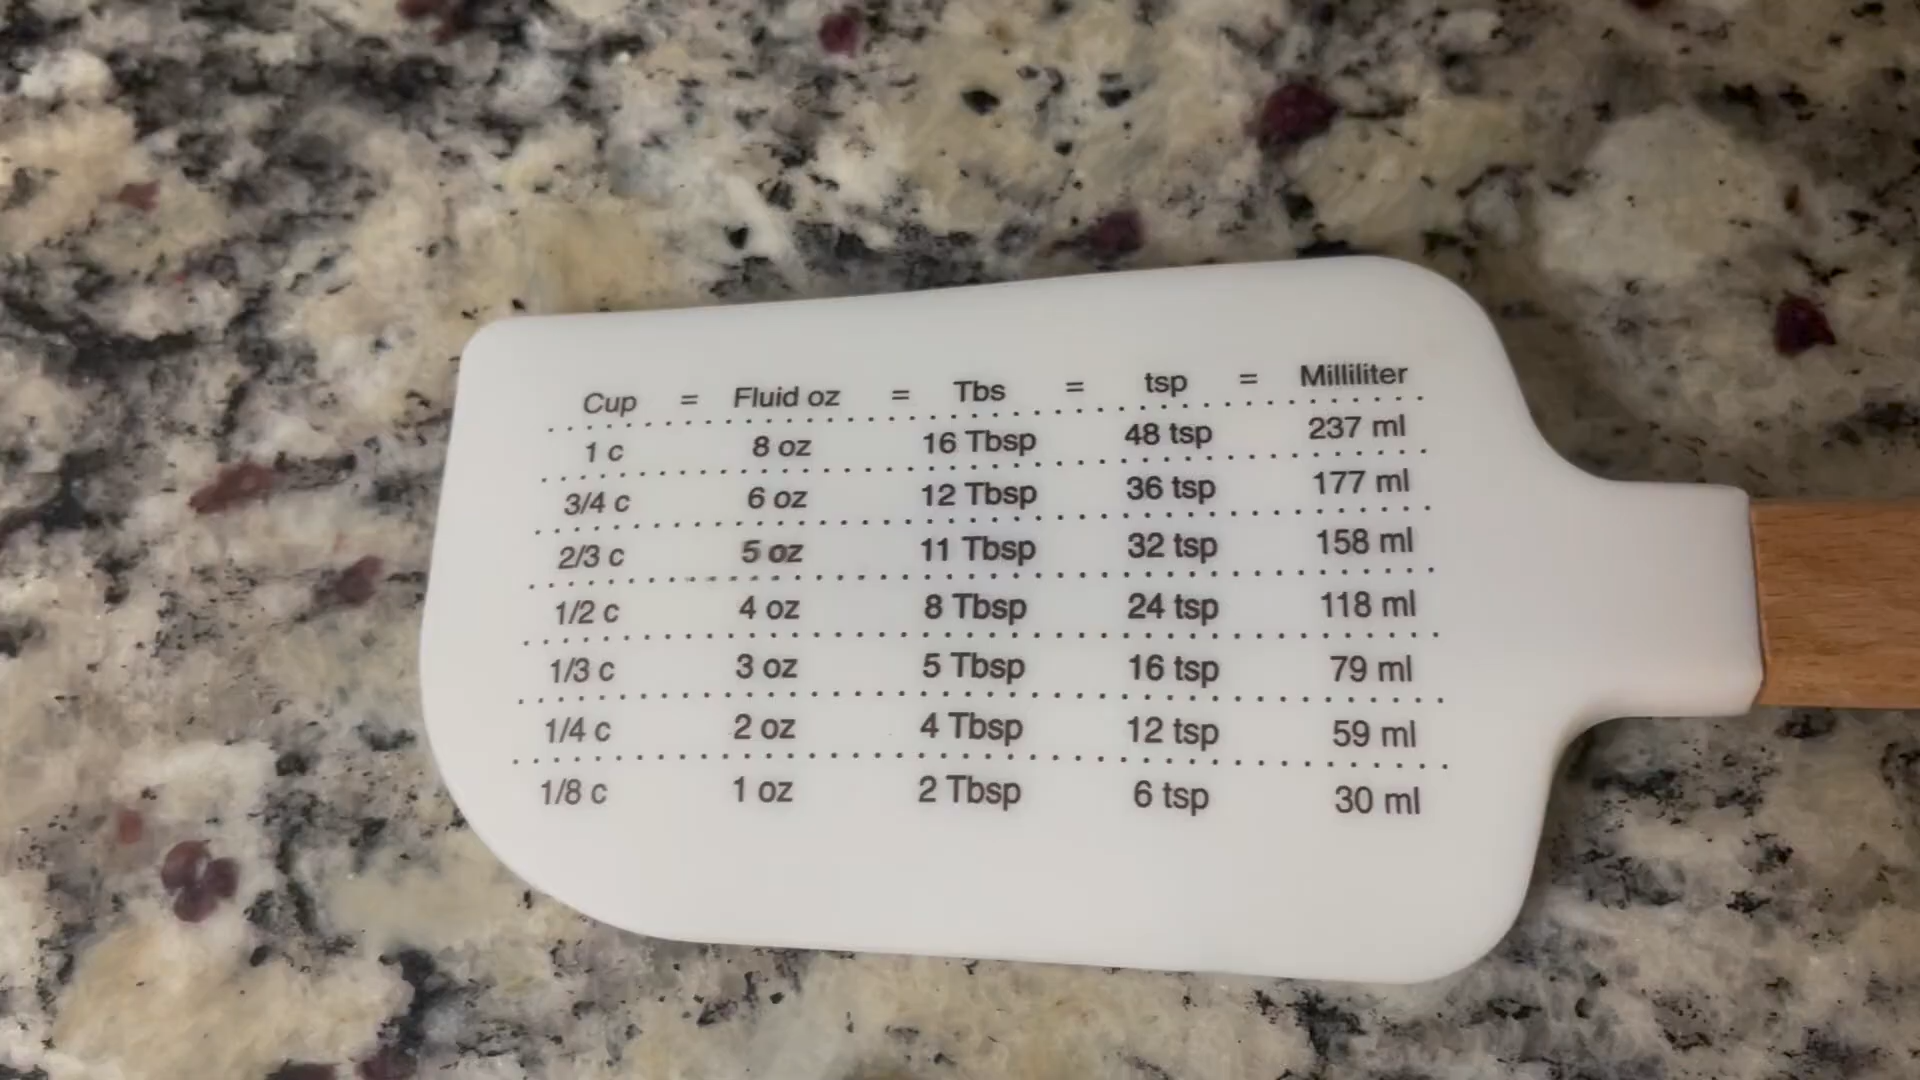 Cup = Fluid oz = Tbs = tsp = Milliliter
1 c 8 oz 16 Tbsp 48 tsp 237 ml
3/4 c 6 oz 12 Tbsp 36 tsp 177 ml
2/3 c 5 oz 11 Tbsp 32 tsp 158 ml
1/2 c 4 oz 8 Tbsp 24 tsp 118 ml
1/3 c 3 oz 5 Tbsp 16 tsp 79 ml
1/4 c 2 oz 4 Tbsp 12 tsp 59 ml
1/8 c 1 oz 2 Tbsp 6 tsp 30 ml